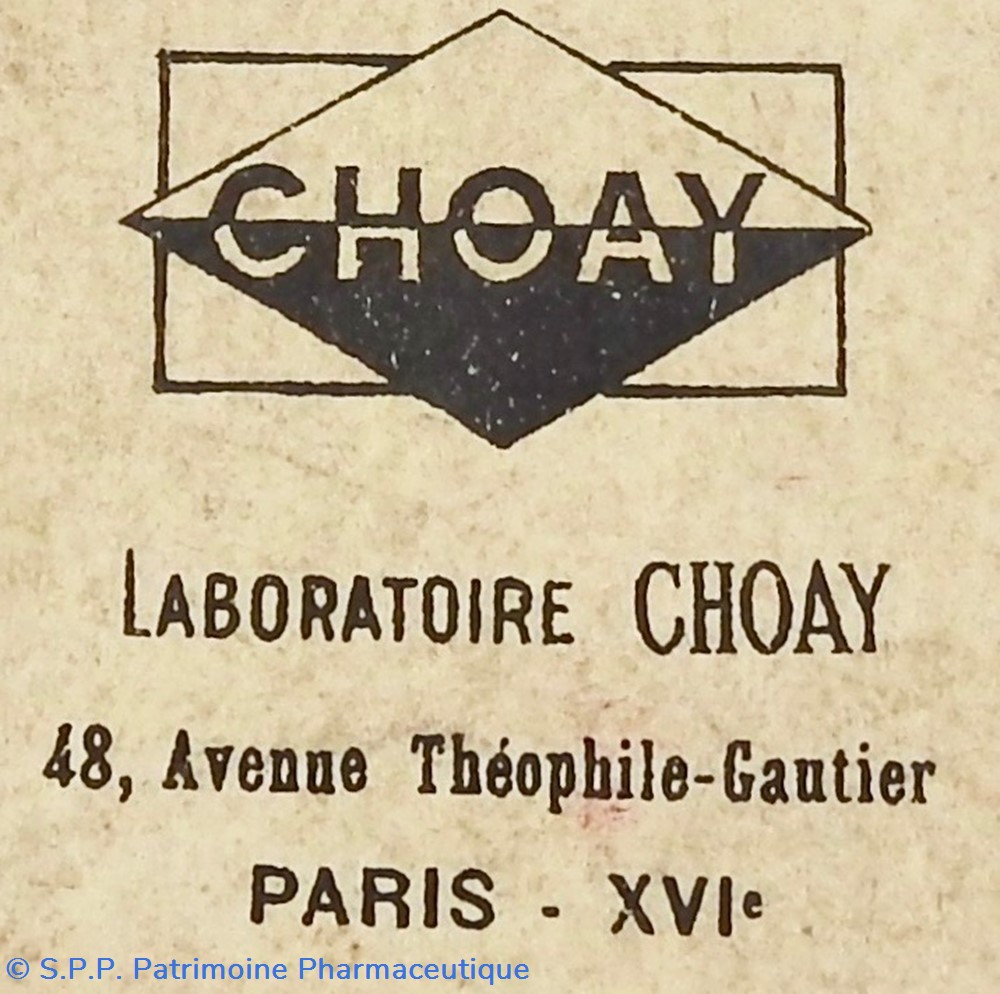 CHOAY
LABORATOIRE CHOAY
48, Avenue Théophile-Gautier
PARIS - XVIe
© S.P.P. Patrimoine Pharmaceutique